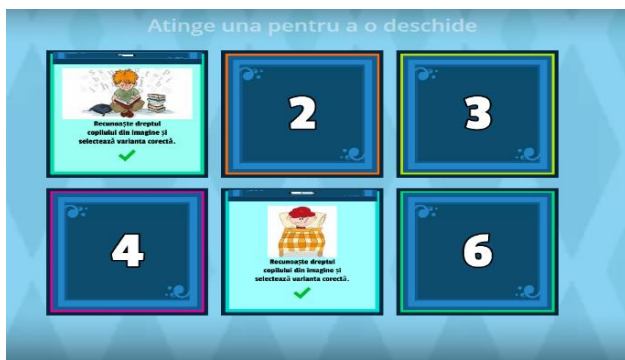 Atinge una pentru a o deschide
Recunoaște dreptul
copilului din imagine și
selectează varianta corectă.
2
3
4
Recunoaște dreptul
copilului din imagine și
selectează varianta corectă.
6